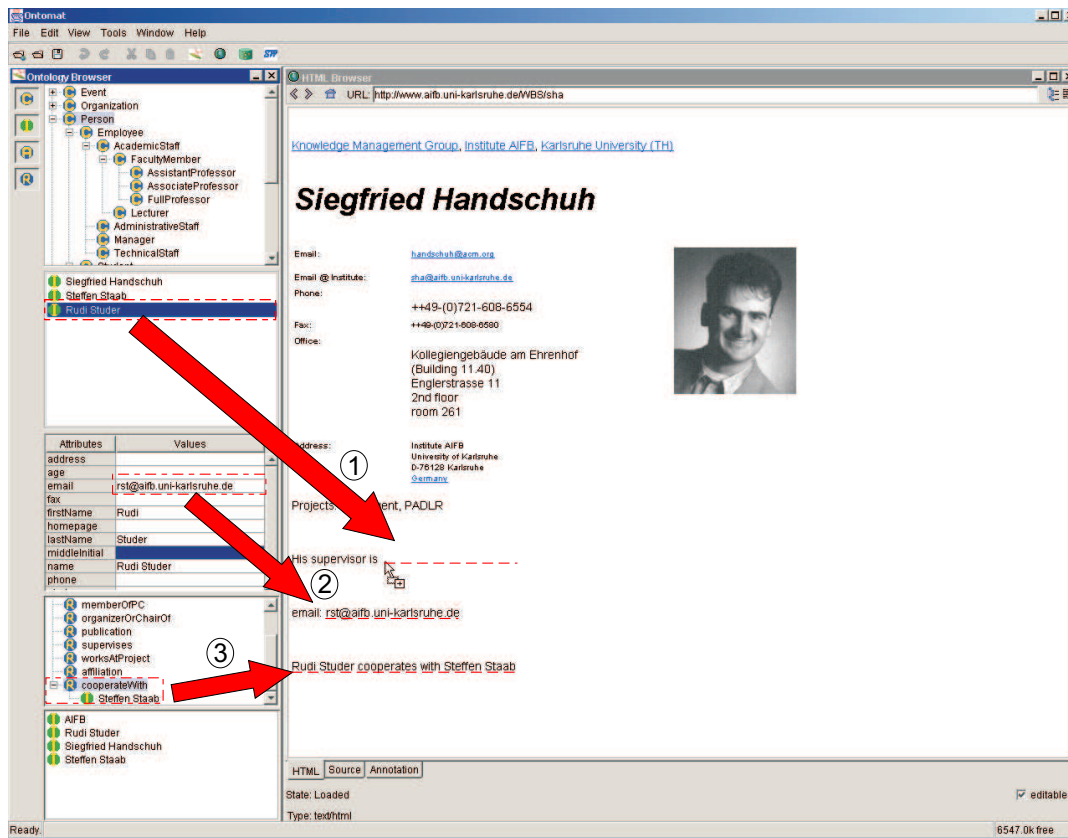 Ontomat
File Edit View Tools Window Help
Ontology Browser
Event
Organization
Person
Employee
AcademicStaff
FacultyMember
AssistantProfessor
AssociateProfessor
FullProfessor
Lecturer
AdministrativeStaff
Manager
TechnicalStaff
Siegfried Handschuh
Steffen Staab
Rudi Studer
Attributes Values
address
age
email rst@aifb.uni-karlsruhe.de
fax
firstName Rudi
homepage
lastName Studer
middleInitial
name Rudi Studer
phone
memberOfPC
organizerOrChairOf
publication
supervises
worksAtProject
affiliation
cooperateWith
Steffen Staab
AIFB
Rudi Studer
Siegfried Handschuh
Steffen Staab
HTML Browser
URL: http://www.aifb.uni-karlsruhe.de/WBS/sha
Knowledge Management Group, Institute AIFB, Karlsruhe University (TH)
Siegfried Handschuh
Email: handschuh@acm.org
Email @ Institute: sha@aifb.uni-karlsruhe.de
Phone:
++49-(0)721-608-6554
Fax: ++49-(0)721-608-6580
Office:
Kollegiengebäude am Ehrenhof
(Building 11.40)
Englerstrasse 11
2nd floor
room 261
Address: Institute AIFB
University of Karlsruhe
D-76128 Karlsruhe
Germany
1
Projects: ent, PADLR
His supervisor is
2
email: rst@aifb.uni-karlsruhe.de
3
Rudi Studer cooperates with Steffen Staab
HTML Source Annotation
State: Loaded editable
Type: text/html
Ready. 6547.0k free